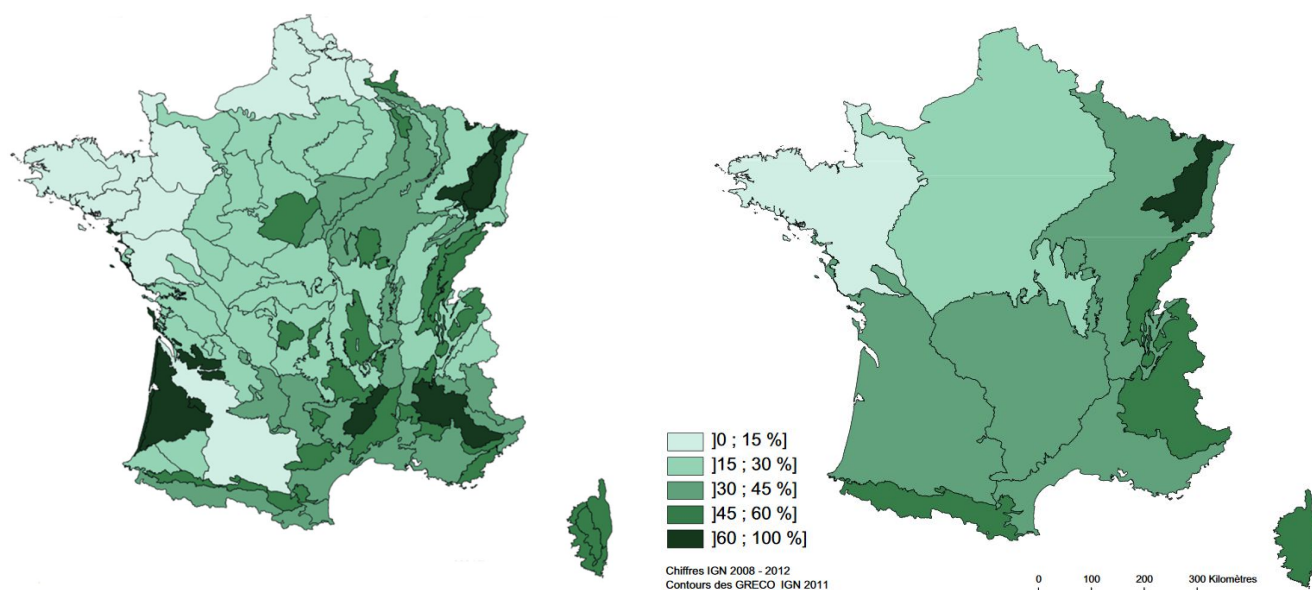 ]0 ; 15 %]
]15 ; 30 %]
]30 ; 45 %]
]45 ; 60 %]
]60 ; 100 %]
Chiffres IGN 2008 - 2012
Contours des GRECO IGN 2011
0 100 200 300 Kilomètres